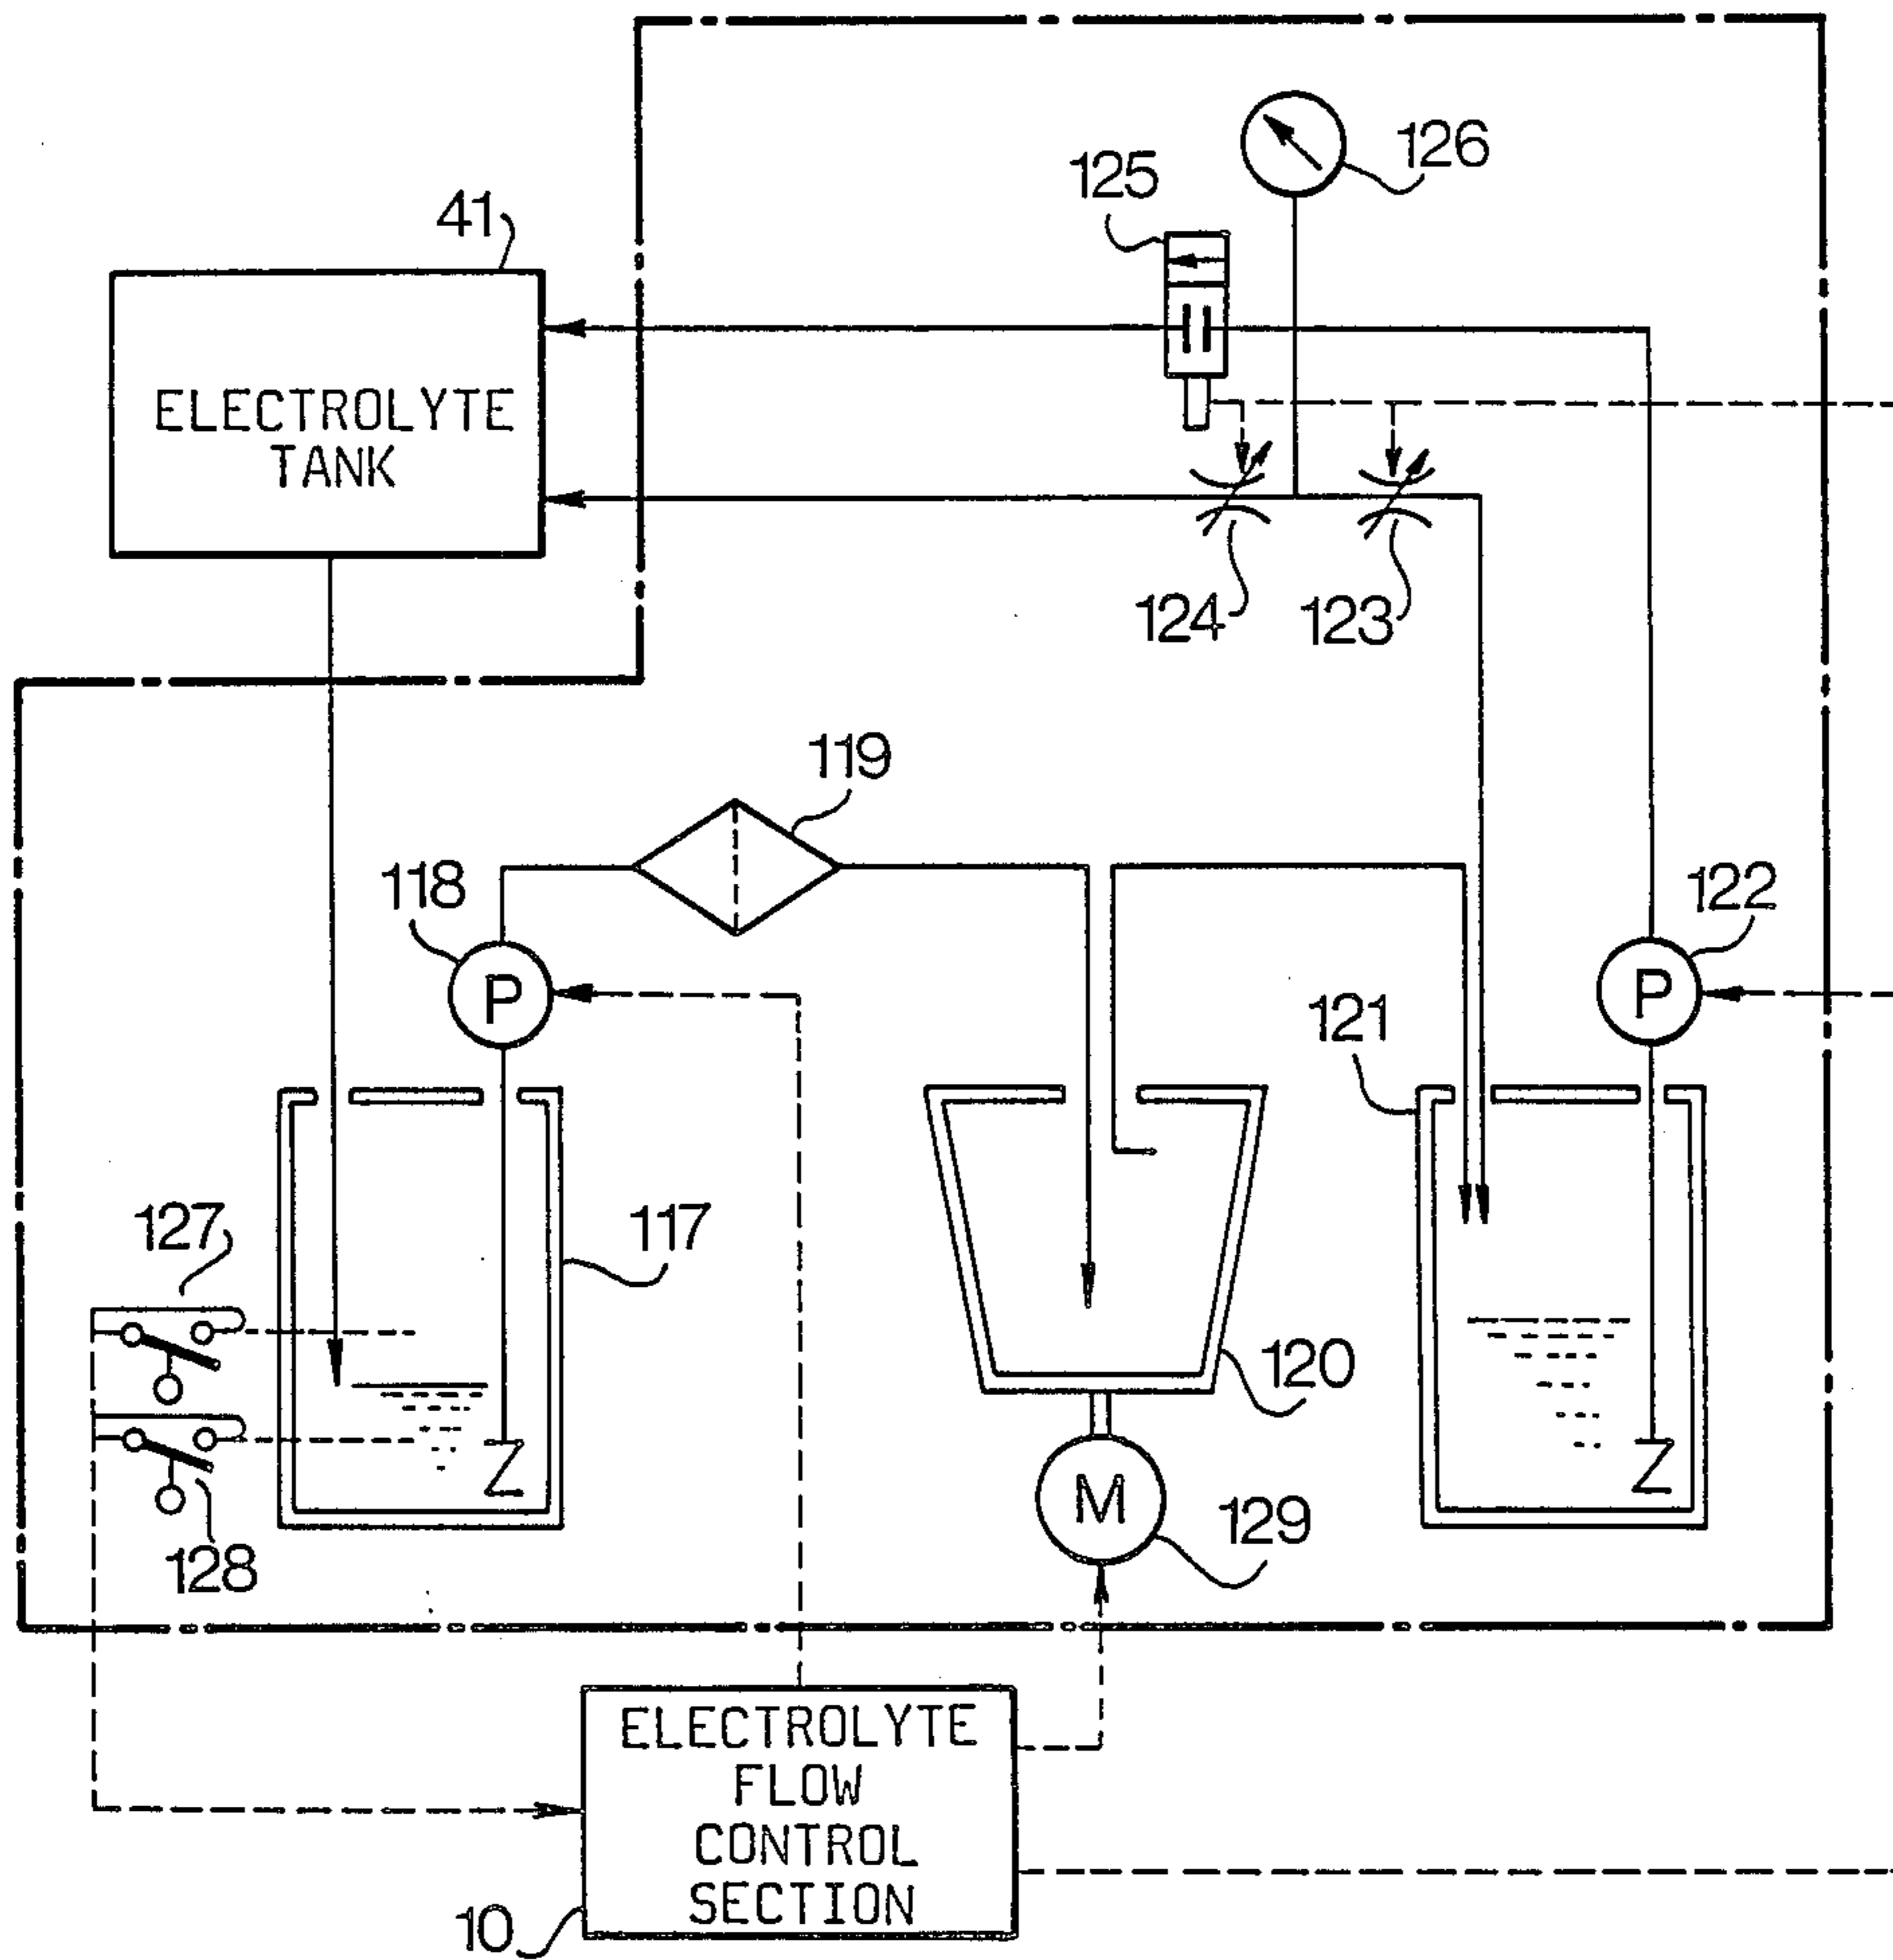 126
125
41
ELECTROLYTE
TANK
124
123
119
118
P
122
P
121
127
117
120
128
M
129
ELECTROLYTE
FLOW
CONTROL
SECTION
10